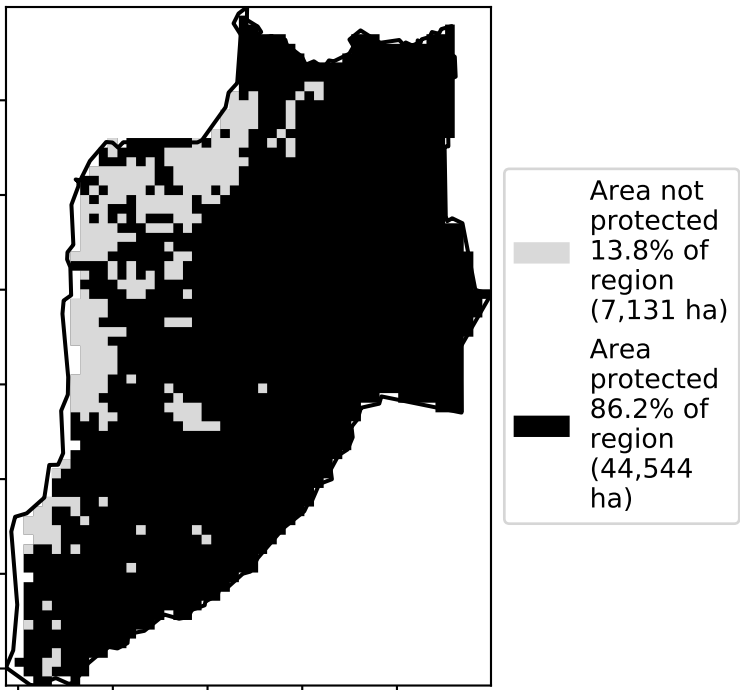 Area not
protected
13.8% of
region
(7,131 ha)
Area
protected
86.2% of
region
(44,544
ha)